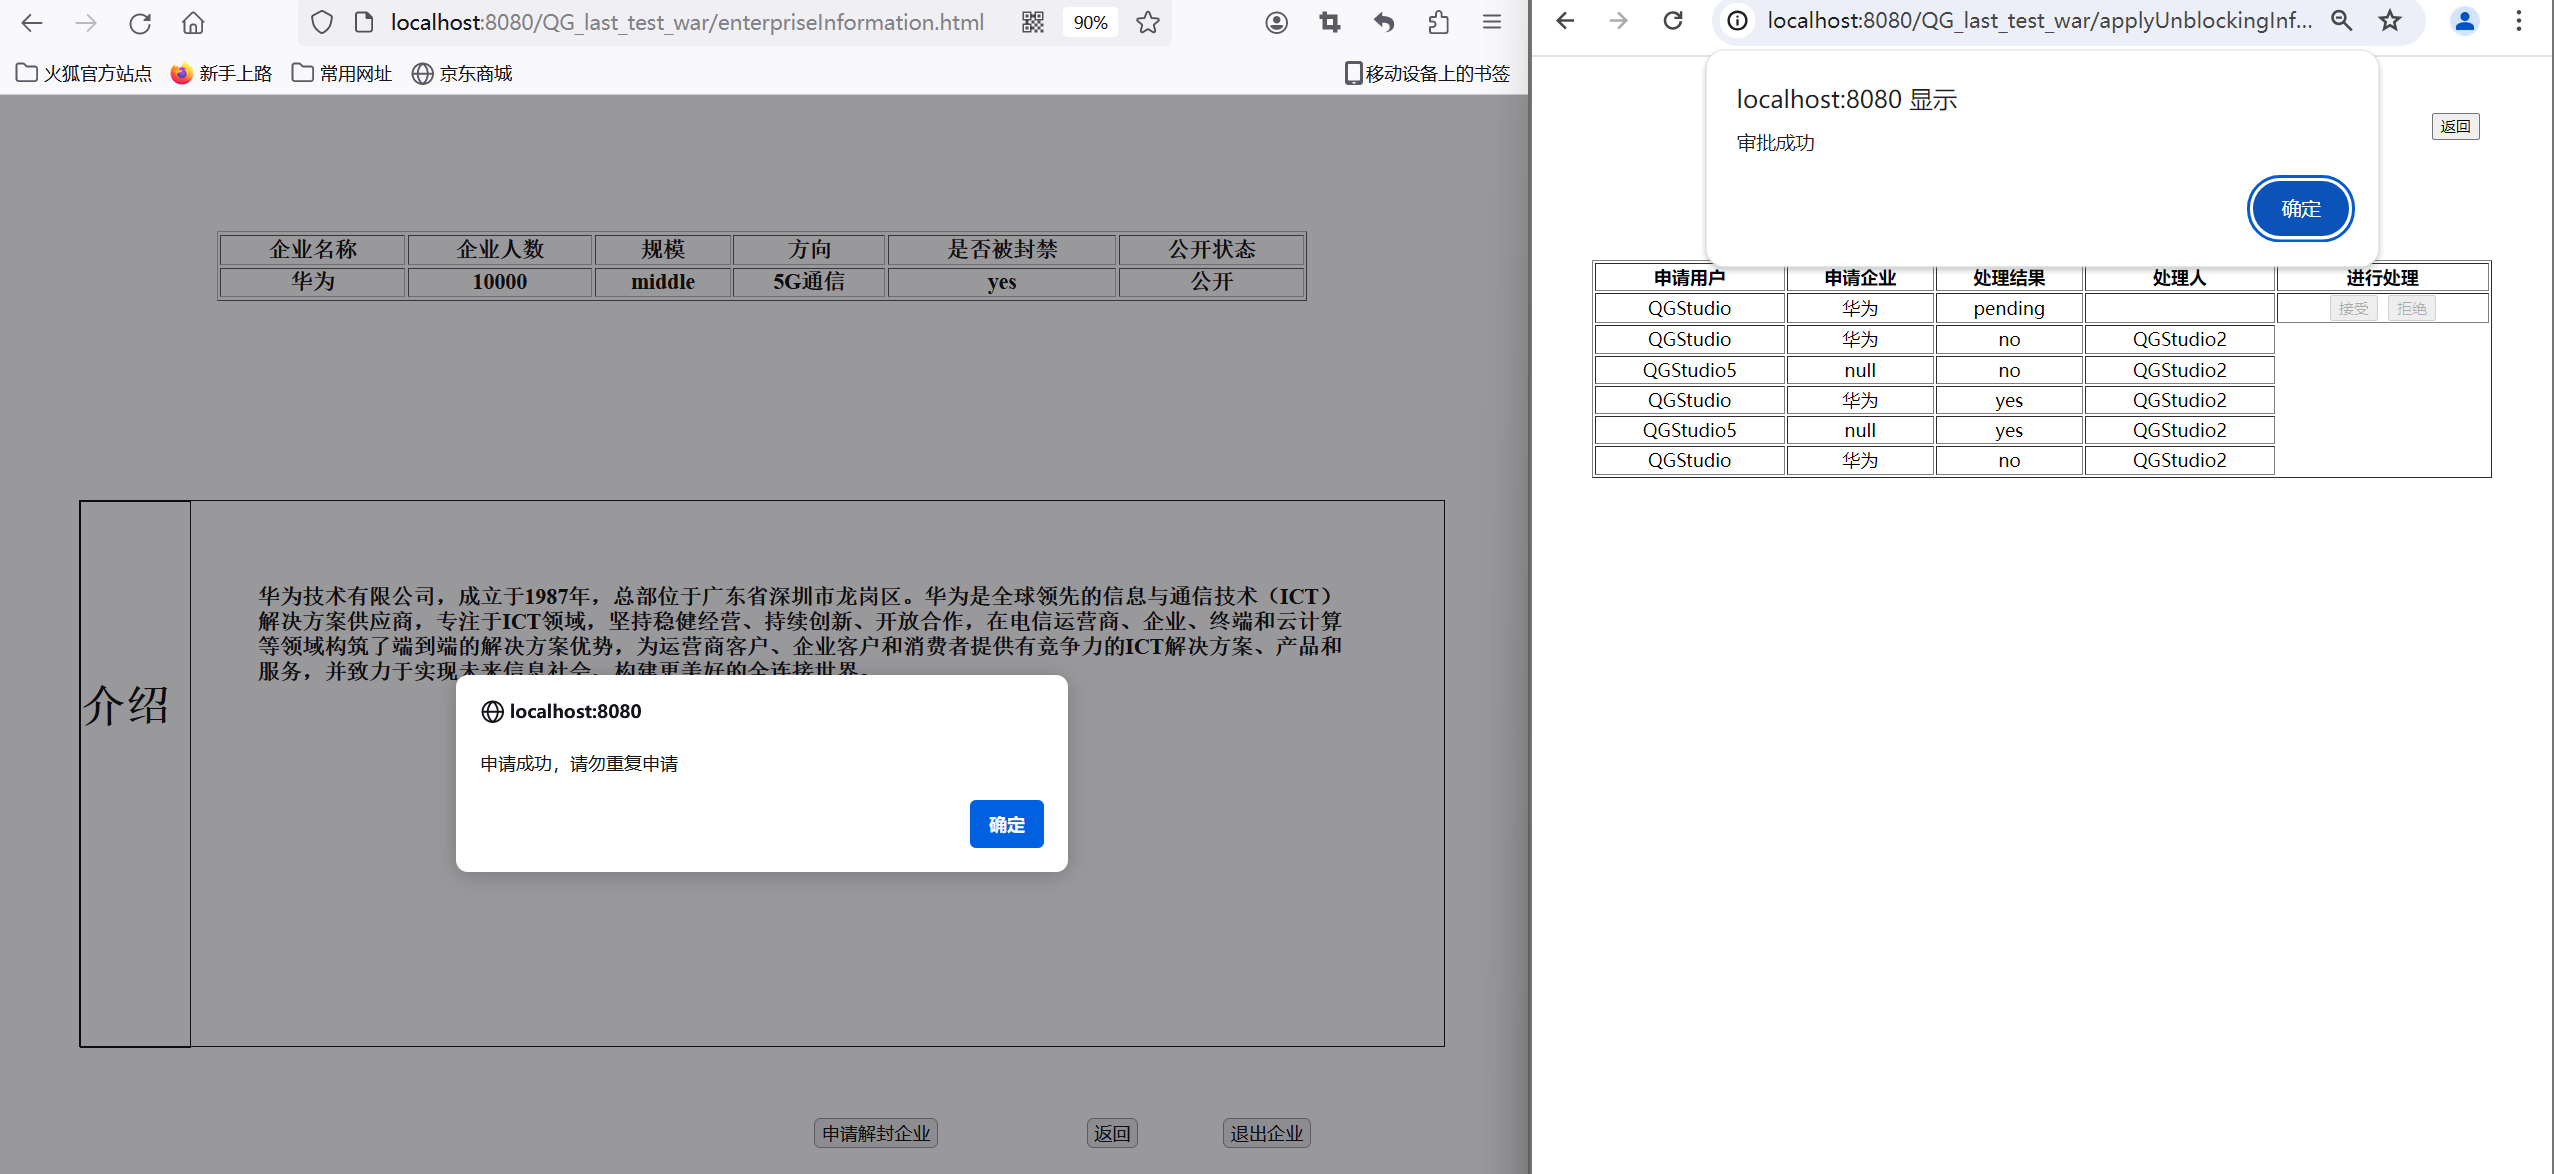 localhost:8080/QG_last_test_war/enterpriseInformation.html
90%
火狐官方站点
新手上路
常用网址
京东商城
移动设备上的书签
企业名称 企业人数 规模 方向 是否被封禁 公开状态
华为 10000 middle 5G通信 yes 公开
介绍
华为技术有限公司，成立于1987年，总部位于广东省深圳市龙岗区。华为是全球领先的信息与通信技术（ICT）
解决方案供应商，专注于ICT领域，坚持稳健经营、持续创新、开放合作，在电信运营商、企业、终端和云计算
等领域构筑了端到端的解决方案优势，为运营商客户、企业客户和消费者提供有竞争力的ICT解决方案、产品和
服务，并致力于实现未来信息社会、构建更美好的全连接世界。
localhost:8080
申请成功，请勿重复申请
确定
申请解封企业
返回
退出企业
localhost:8080/QG_last_test_war/applyUnblockingInf...
localhost:8080 显示
审批成功
确定
返回
申请用户 申请企业 处理结果 处理人 进行处理
QGStudio 华为 pending 接受 拒绝
QGStudio 华为 no QGStudio2
QGStudio5 null no QGStudio2
QGStudio 华为 yes QGStudio2
QGStudio5 null yes QGStudio2
QGStudio 华为 no QGStudio2